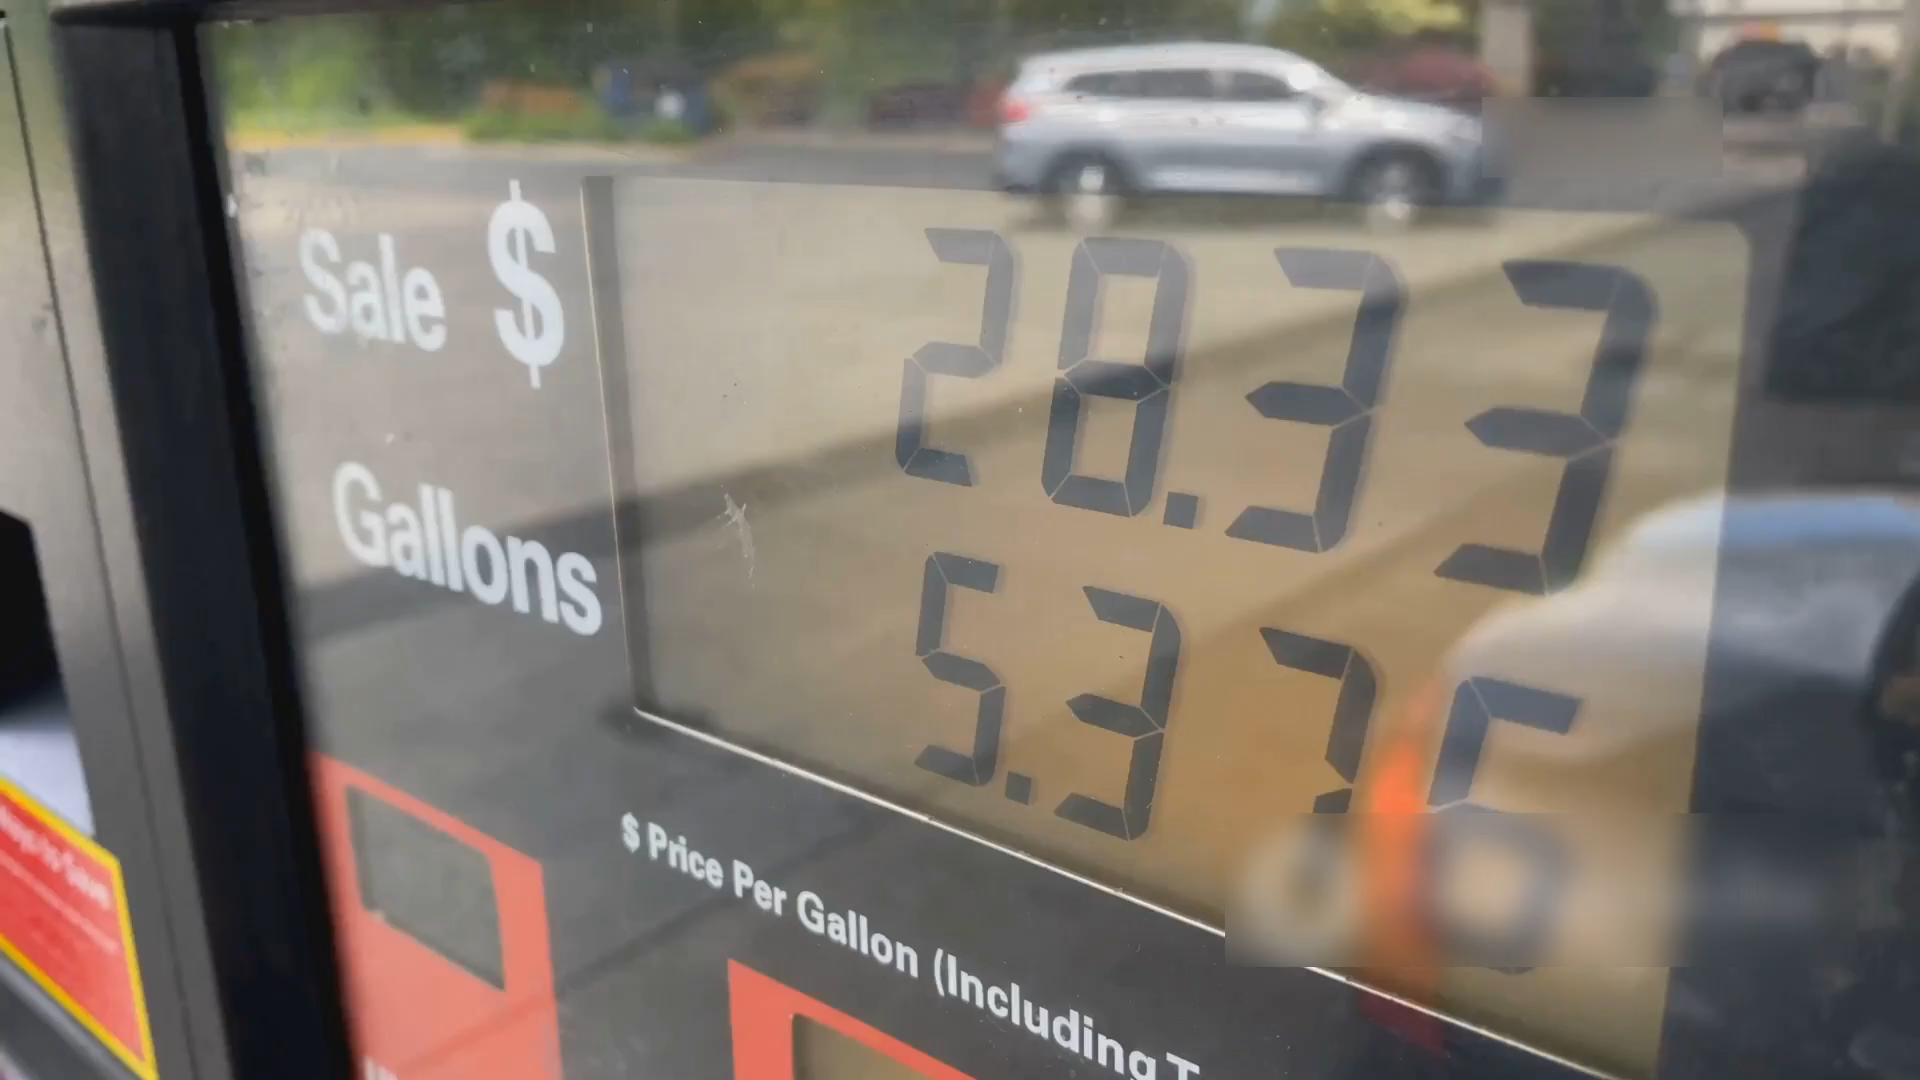 Sale $ 28.33
Gallons 5.3
$ Price Per Gallon (Including T